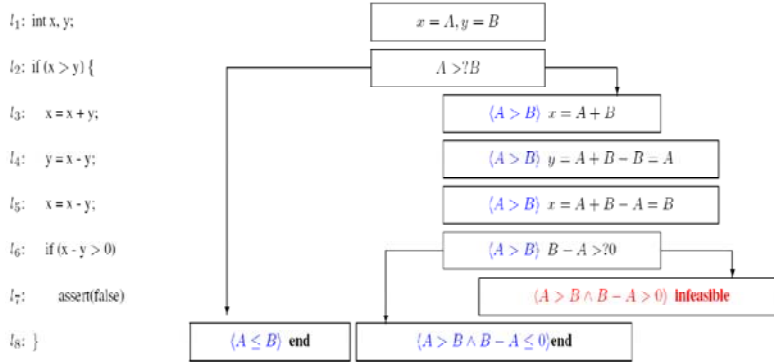 l₁: int x, y; x = A, y = B
l₂: if (x > y) { A >?B
l₃: x = x + y; ⟨A > B⟩ x = A + B
l₄: y = x - y; ⟨A > B⟩ y = A + B − B = A
l₅: x = x - y; ⟨A > B⟩ x = A + B − A = B
l₆: if (x - y > 0) ⟨A > B⟩ B − A >?0
l₇: assert(false) ⟨A > B ∧ B − A > 0⟩ infeasible
l₈: } ⟨A ≤ B⟩ end ⟨A > B ∧ B − A ≤ 0⟩end